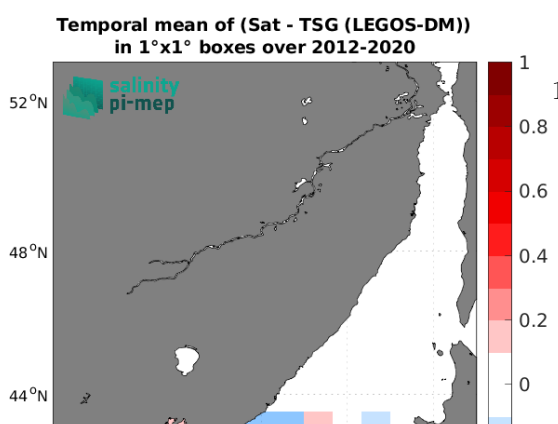 Temporal mean of (Sat - TSG (LEGOS-DM))
in 1°x1° boxes over 2012-2020
salinity
pi-mep
52°N
48°N
44°N
1
0.8
0.6
0.4
0.2
0